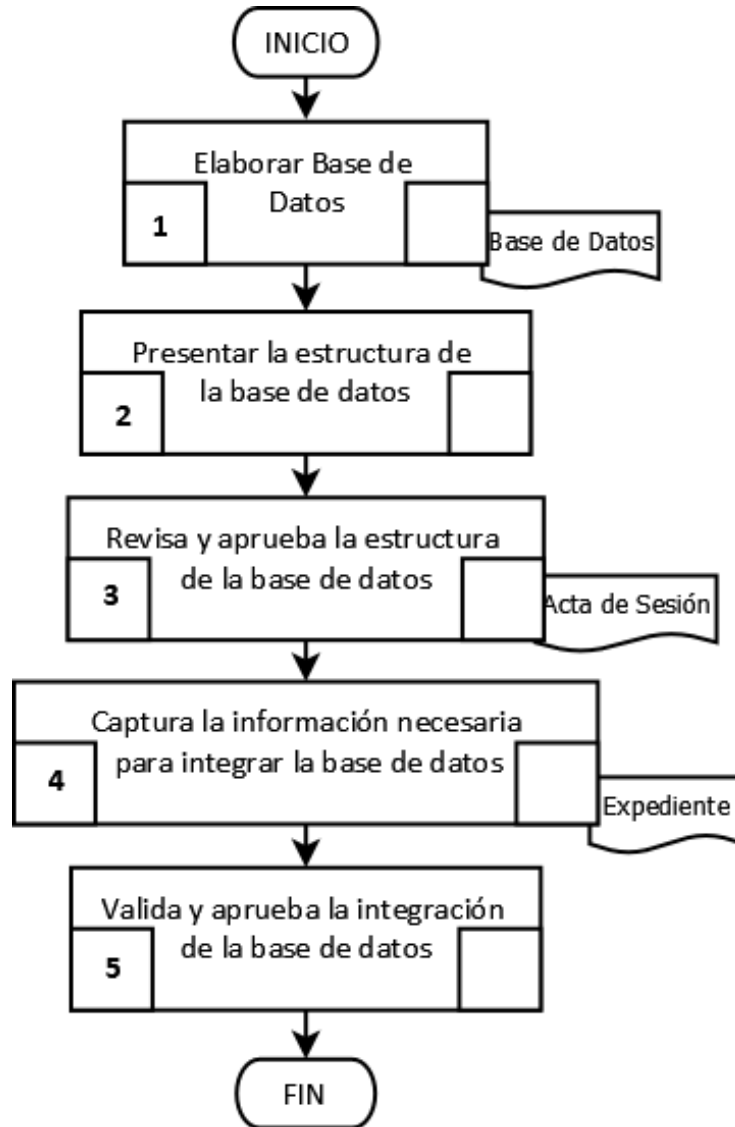 INICIO
Elaborar Base de
Datos
1
Base de Datos
Presentar la estructura de
la base de datos
2
Revisa y aprueba la estructura
de la base de datos
3
Acta de Sesión
Captura la información necesaria
para integrar la base de datos
4
Expediente
Valida y aprueba la integración
de la base de datos
5
FIN